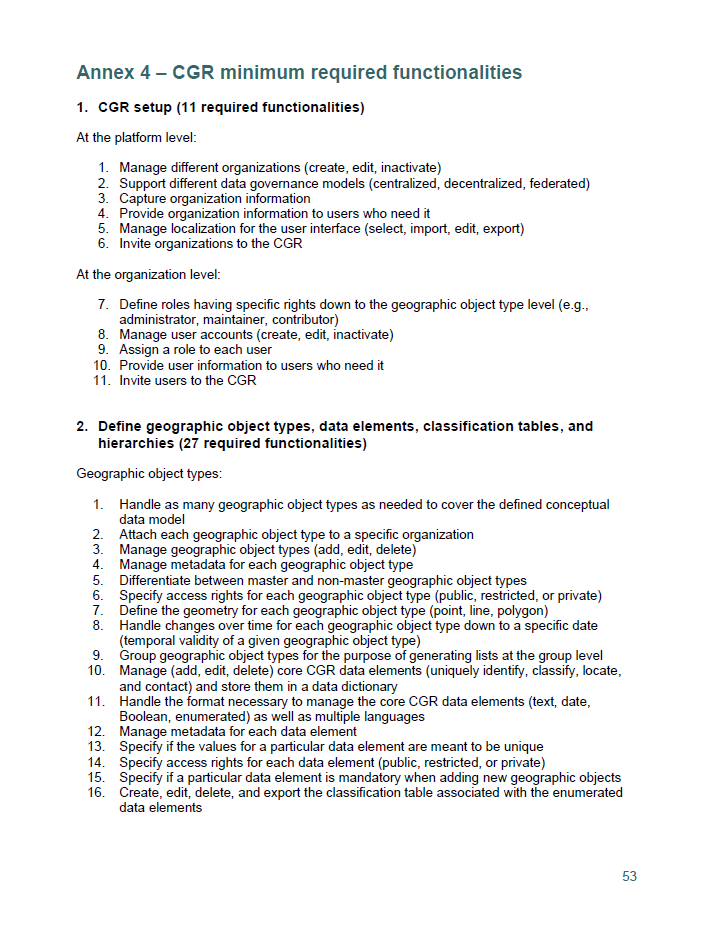 Annex 4 – CGR minimum required functionalities
1. CGR setup (11 required functionalities)
At the platform level:
1. Manage different organizations (create, edit, inactivate)
2. Support different data governance models (centralized, decentralized, federated)
3. Capture organization information
4. Provide organization information to users who need it
5. Manage localization for the user interface (select, import, edit, export)
6. Invite organizations to the CGR
At the organization level:
7. Define roles having specific rights down to the geographic object type level (e.g.,
administrator, maintainer, contributor)
8. Manage user accounts (create, edit, inactivate)
9. Assign a role to each user
10. Provide user information to users who need it
11. Invite users to the CGR
2. Define geographic object types, data elements, classification tables, and
hierarchies (27 required functionalities)
Geographic object types:
1. Handle as many geographic object types as needed to cover the defined conceptual
data model
2. Attach each geographic object type to a specific organization
3. Manage geographic object types (add, edit, delete)
4. Manage metadata for each geographic object type
5. Differentiate between master and non-master geographic object types
6. Specify access rights for each geographic object type (public, restricted, or private)
7. Define the geometry for each geographic object type (point, line, polygon)
8. Handle changes over time for each geographic object type down to a specific date
(temporal validity of a given geographic object type)
9. Group geographic object types for the purpose of generating lists at the group level
10. Manage (add, edit, delete) core CGR data elements (uniquely identify, classify, locate,
and contact) and store them in a data dictionary
11. Handle the format necessary to manage the core CGR data elements (text, date,
Boolean, enumerated) as well as multiple languages
12. Manage metadata for each data element
13. Specify if the values for a particular data element are meant to be unique
14. Specify access rights for each data element (public, restricted, or private)
15. Specify if a particular data element is mandatory when adding new geographic objects
16. Create, edit, delete, and export the classification table associated with the enumerated
data elements
53